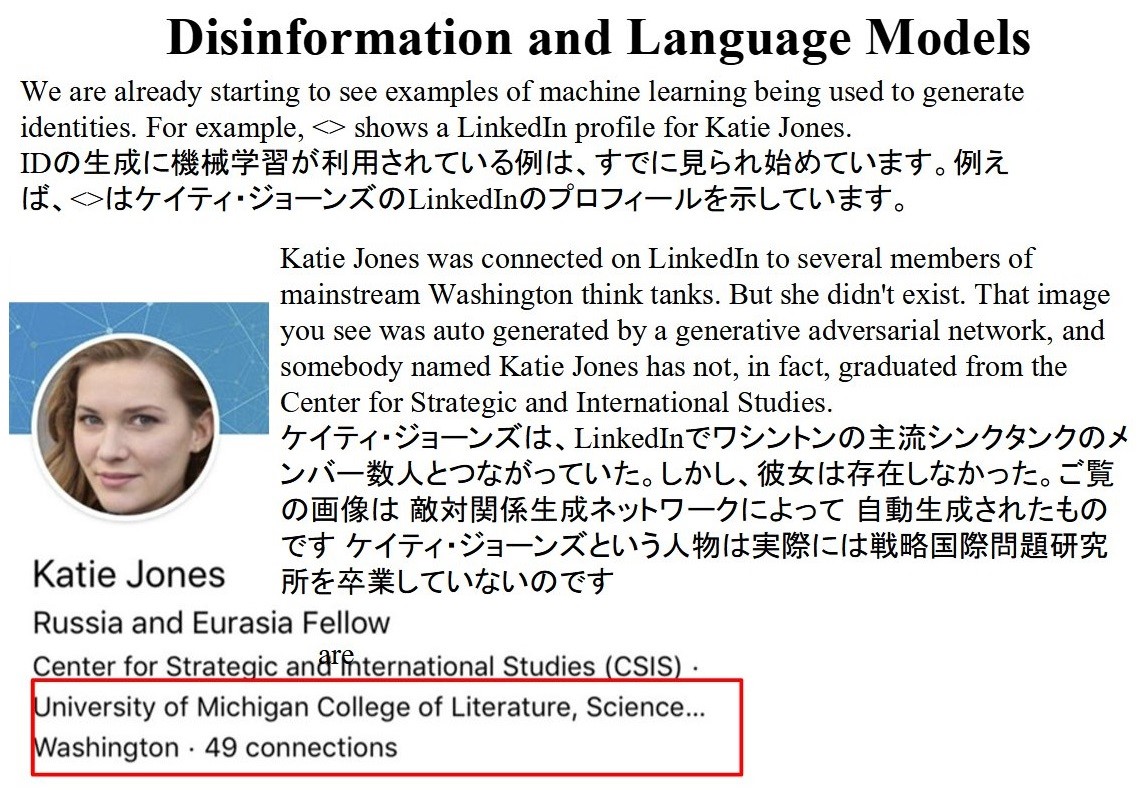 Disinformation and Language Models
We are already starting to see examples of machine learning being used to generate
identities. For example, <> shows a LinkedIn profile for Katie Jones.
IDの生成に機械学習が利用されている例は、すでに見られ始めています。例え
ば、<>はケイティ・ジョーンズのLinkedInのプロフィールを示しています。
Katie Jones was connected on LinkedIn to several members of
mainstream Washington think tanks. But she didn't exist. That image
you see was auto generated by a generative adversarial network, and
somebody named Katie Jones has not, in fact, graduated from the
Center for Strategic and International Studies.
ケイティ・ジョーンズは、LinkedInでワシントンの主流シンクタンクのメ
ンバー数人とつながっていた。しかし、彼女は存在しなかった。ご覧
の画像は 敵対関係生成ネットワークによって 自動生成されたもの
です ケイティ・ジョーンズという人物は実際には戦略国際問題研究
所を卒業していないのです
Katie Jones
Russia and Eurasia Fellow
are
Center for Strategic and International Studies (CSIS) ·
University of Michigan College of Literature, Science...
Washington · 49 connections